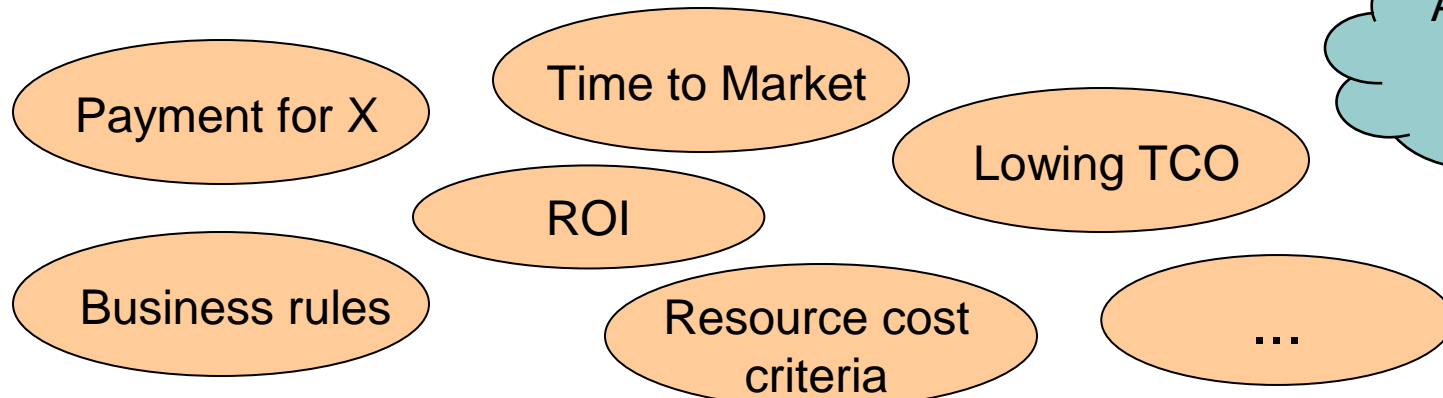 Time to Market
Payment for X
Lowing TCO
ROI
Business rules
Resource cost
criteria
...